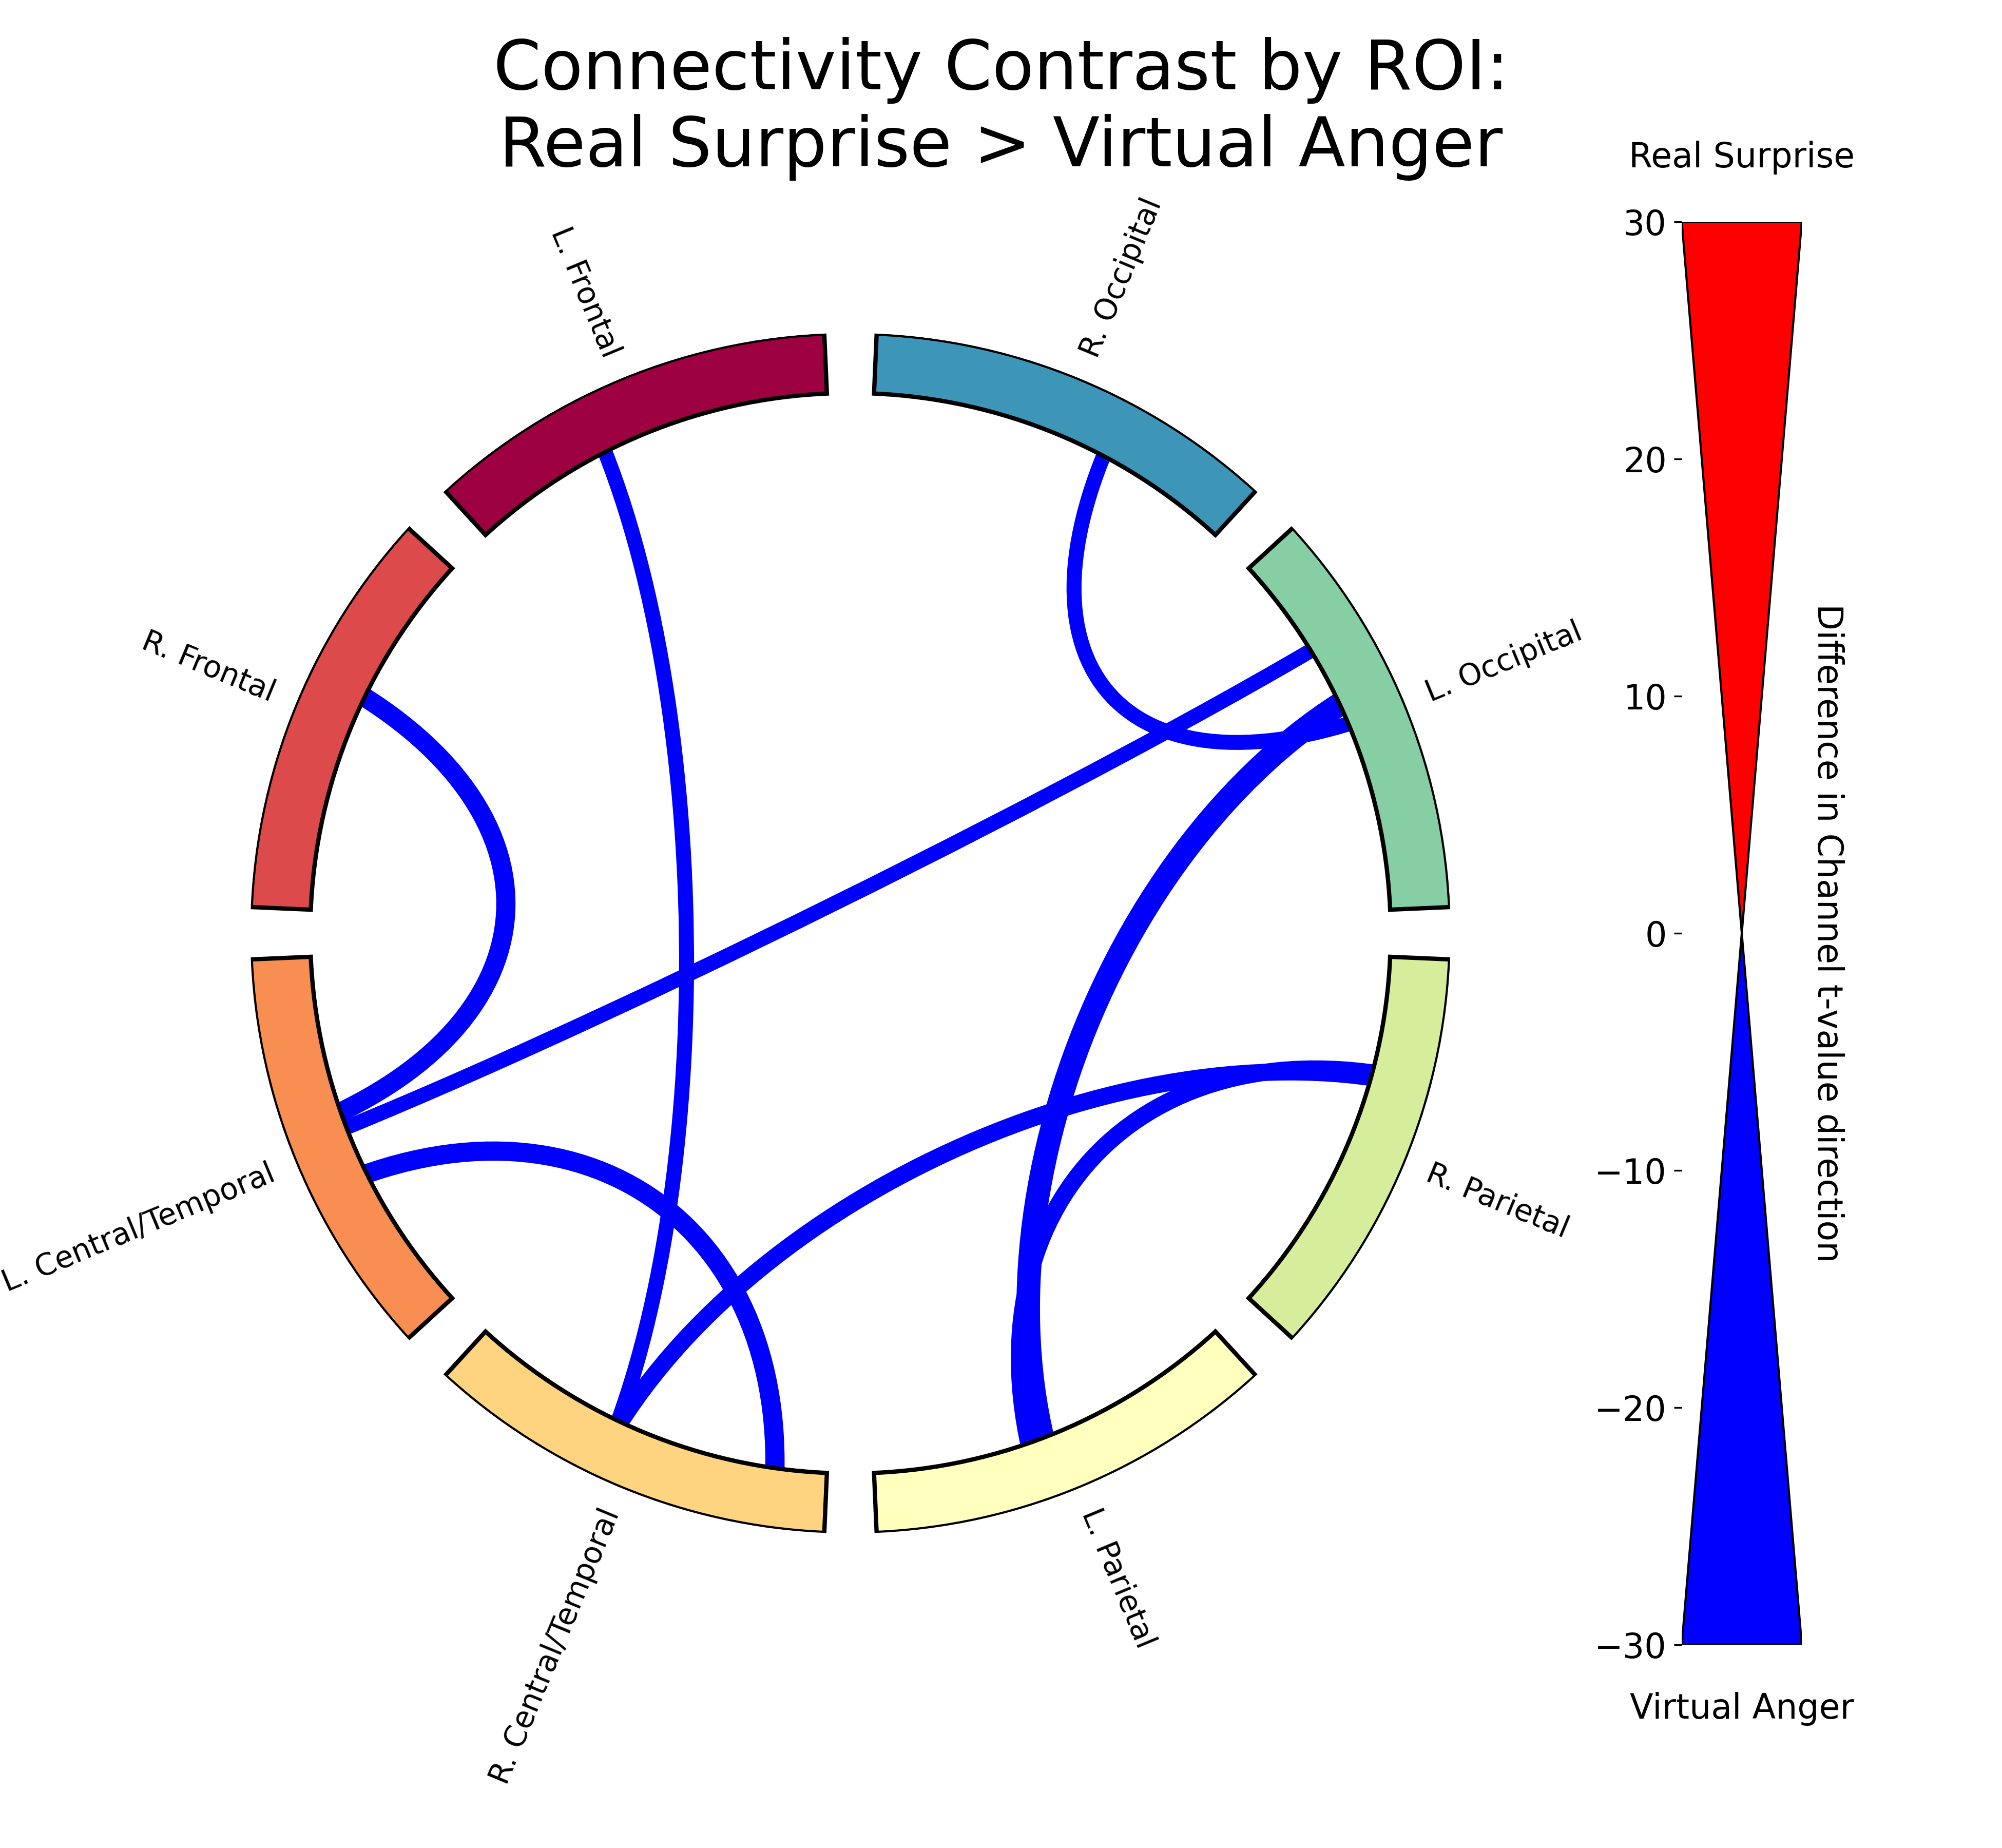 Connectivity Contrast by ROI:
Real Surprise > Virtual Anger
Real Surprise
30
20
10
0
−10
−20
−30
Virtual Anger
Difference in Channel t-value direction
L. Frontal
R. Occipital
R. Frontal
L. Occipital
L. Central/Temporal
R. Parietal
R. Central/Temporal
L. Parietal